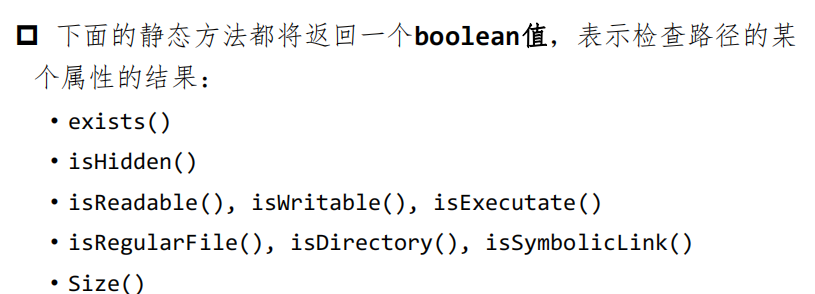 下面的静态方法都将返回一个boolean值，表示检查路径的某
个属性的结果：
• exists()
• isHidden()
• isReadable(), isWritable(), isExecutate()
• isRegularFile(), isDirectory(), isSymbolicLink()
• Size()